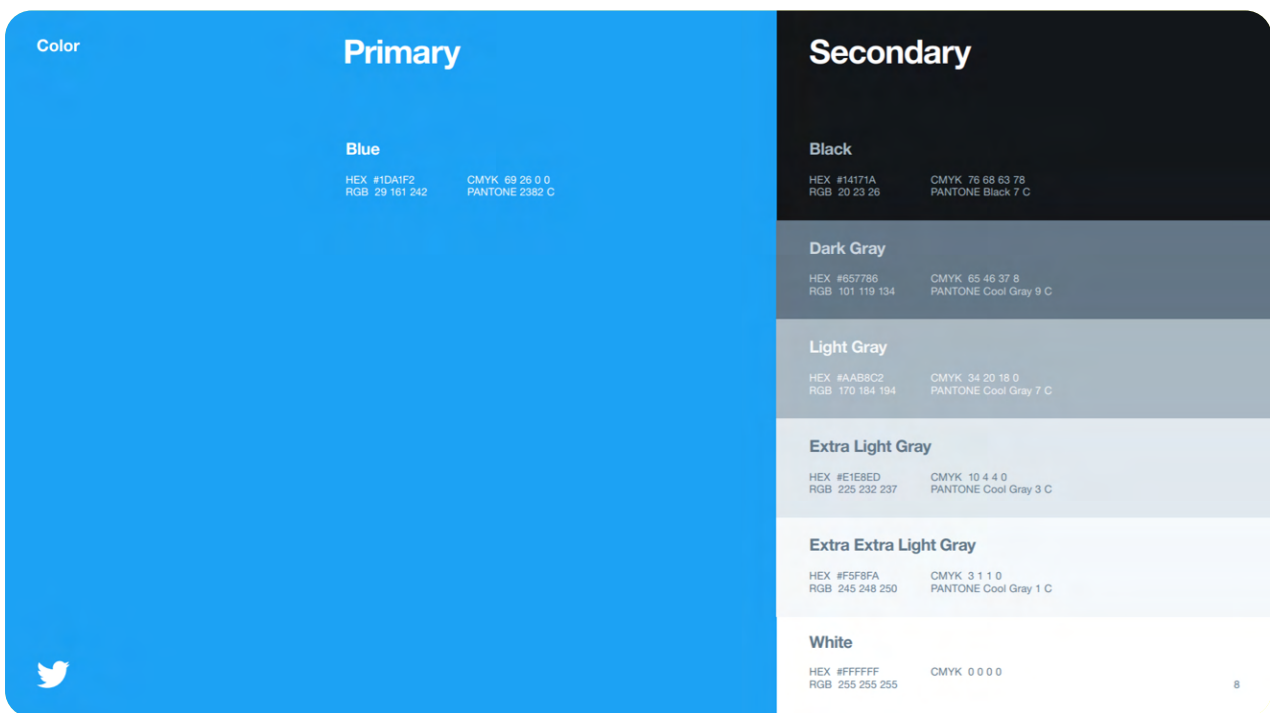 Color
Primary
Blue
HEX #1DA1F2 CMYK 69 26 0 0
RGB 29 161 242 PANTONE 2382 C
Secondary
Black
HEX #14171A CMYK 76 68 63 78
RGB 20 23 26 PANTONE Black 7 C
Dark Gray
HEX #657786 CMYK 65 46 37 8
RGB 101 119 134 PANTONE Cool Gray 9 C
Light Gray
HEX #AAB8C2 CMYK 34 20 18 0
RGB 170 184 194 PANTONE Cool Gray 7 C
Extra Light Gray
HEX #E1E8ED CMYK 10 4 4 0
RGB 225 232 237 PANTONE Cool Gray 3 C
Extra Extra Light Gray
HEX #F5F8FA CMYK 3 1 1 0
RGB 245 248 250 PANTONE Cool Gray 1 C
White
HEX #FFFFFF CMYK 0 0 0 0
RGB 255 255 255
8